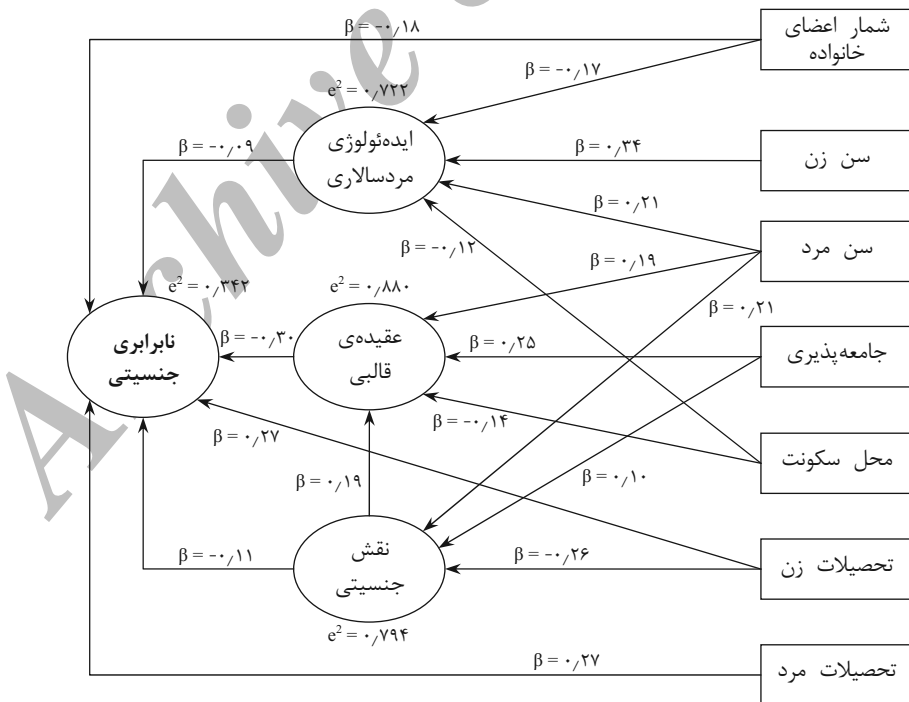 شمار اعضای
خانواده
β = -۰٫۱۸
β = -۰٫۱۷
e² = ۰٫۷۲۲
ایده‌ئولوژی
مردسالاری
β = -۰٫۰۹
β = ۰٫۳۴
سن زن
β = ۰٫۲۱
سن مرد
β = -۰٫۱۲
β = ۰٫۱۹
β = ۰٫۲۱
e² = ۰٫۳۴۲
نابرابری
جنسیتی
e² = ۰٫۸۸۰
عقیده‌ی
قالبی
β = -۰٫۳۰
β = ۰٫۲۵
جامعه‌پذیری
β = -۰٫۱۴
محل سکونت
β = ۰٫۲۷
β = ۰٫۱۹
β = ۰٫۱۰
نقش
جنسیتی
β = -۰٫۱۱
β = -۰٫۲۶
تحصیلات زن
e² = ۰٫۷۹۴
β = ۰٫۲۷
تحصیلات مرد
Archive